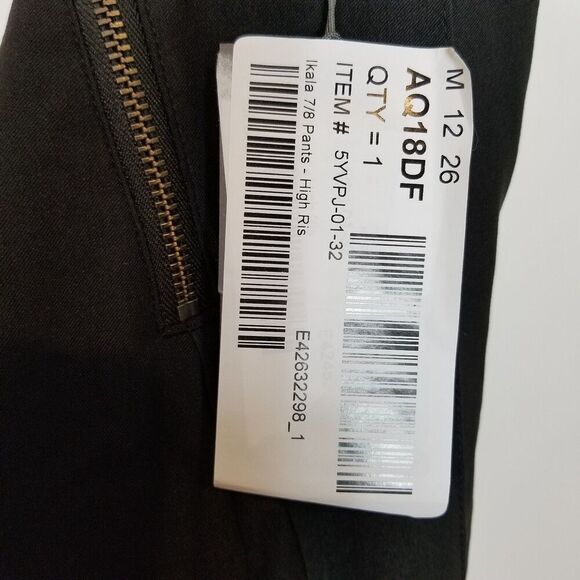 M 12 26
AQ18DF
QTY = 1
ITEM # 5YVPJ-01-32
Ikala 7/8 Pants - High Ris
E42632298_1